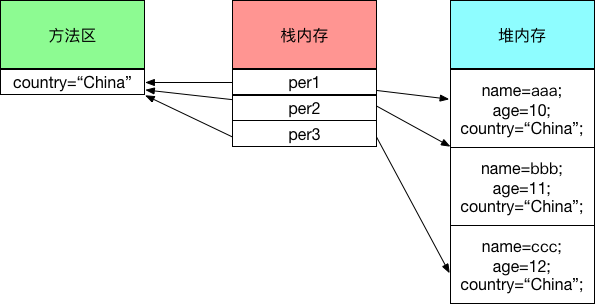 方法区
country=“China”
栈内存
per1
per2
per3
堆内存
name=aaa;
age=10;
country=“China”;
name=bbb;
age=11;
country=“China”;
name=ccc;
age=12;
country=“China”;